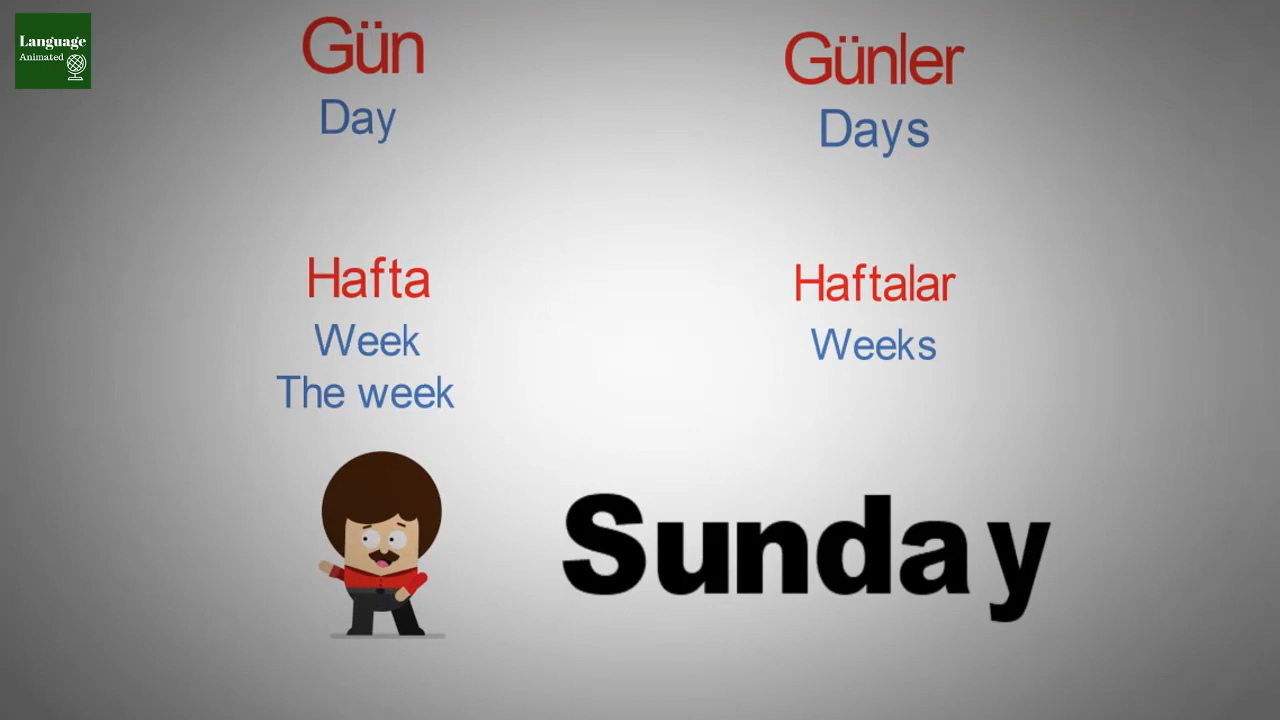 Language
Animated
Gün
Day
Günler
Days
Hafta
Week
The week
Haftalar
Weeks
Sunday